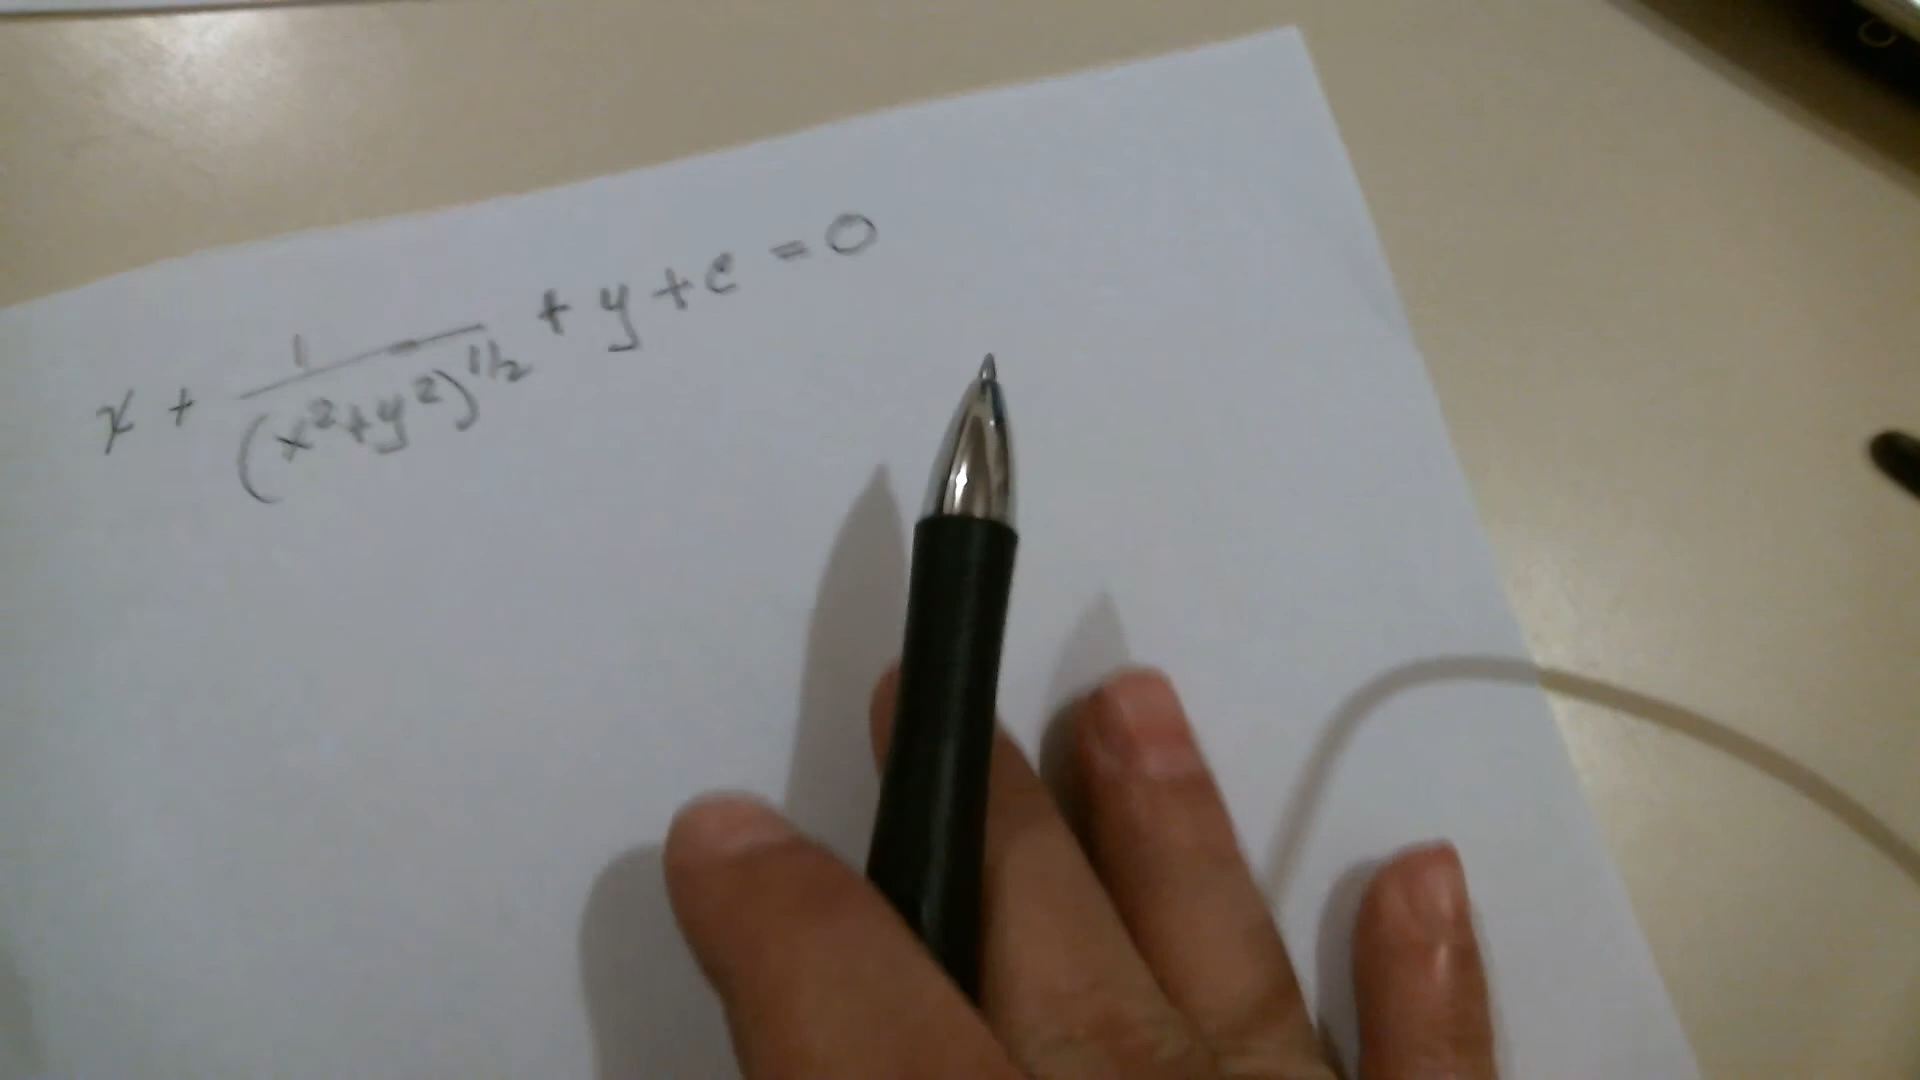 x + 1/(x²+y²)^1/2 + y + c = 0